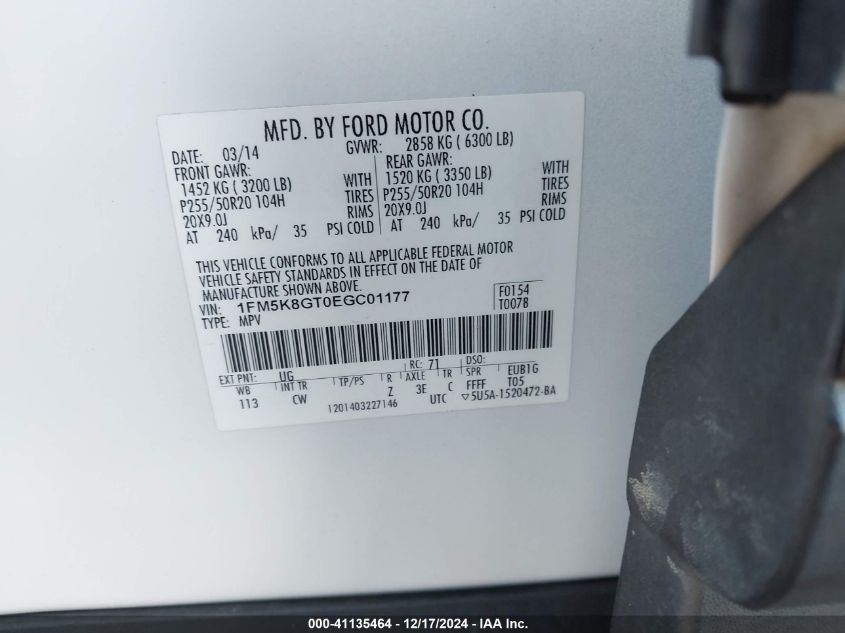 MFD. BY FORD MOTOR CO.
DATE: 03/14 GVWR: 2858 KG ( 6300 LB)
FRONT GAWR: REAR GAWR:
1452 KG ( 3200 LB) WITH 1520 KG ( 3350 LB) WITH
P255/50R20 104H TIRES P255/50R20 104H TIRES
20X9.0J RIMS 20X9.0J RIMS
AT 240 kPa/ 35 PSI COLD AT 240 kPa/ 35 PSI COLD
THIS VEHICLE CONFORMS TO ALL APPLICABLE FEDERAL MOTOR
VEHICLE SAFETY STANDARDS IN EFFECT ON THE DATE OF
MANUFACTURE SHOWN ABOVE.
VIN: 1FM5K8GT0EGC01177 F0154
TYPE: MPV T0078
EXT PNT: UG RC: 71 DSO:
WB INT TR TP/PS R AXLE TR SPR EUB1G
113 CW Z 3E C FFFF T05
1201403227146 UTC ▽5U5A-1520472-BA
000-41135464 - 12/17/2024 - IAA Inc.